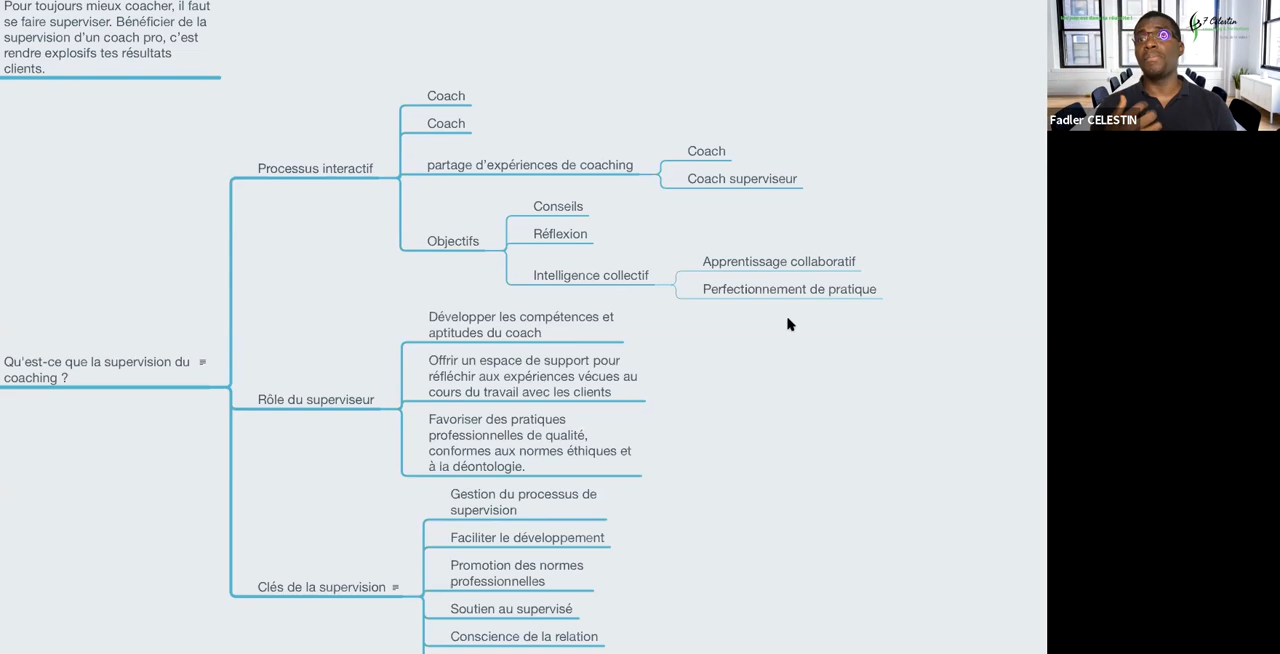 Pour toujours mieux coacher, il faut
se faire superviser. Bénéficier de la
supervision d'un coach pro, c'est
rendre explosifs tes résultats
clients.
Qu'est-ce que la supervision du
coaching ?
Processus interactif
Coach
Coach
partage d'expériences de coaching
Coach
Coach superviseur
Objectifs
Conseils
Réflexion
Intelligence collectif
Apprentissage collaboratif
Perfectionnement de pratique
Rôle du superviseur
Développer les compétences et
aptitudes du coach
Offrir un espace de support pour
réfléchir aux expériences vécues au
cours du travail avec les clients
Favoriser des pratiques
professionnelles de qualité,
conformes aux normes éthiques et
à la déontologie.
Clés de la supervision
Gestion du processus de
supervision
Faciliter le développement
Promotion des normes
professionnelles
Soutien au supervisé
Conscience de la relation
7 Célestin
Fadler CELESTIN